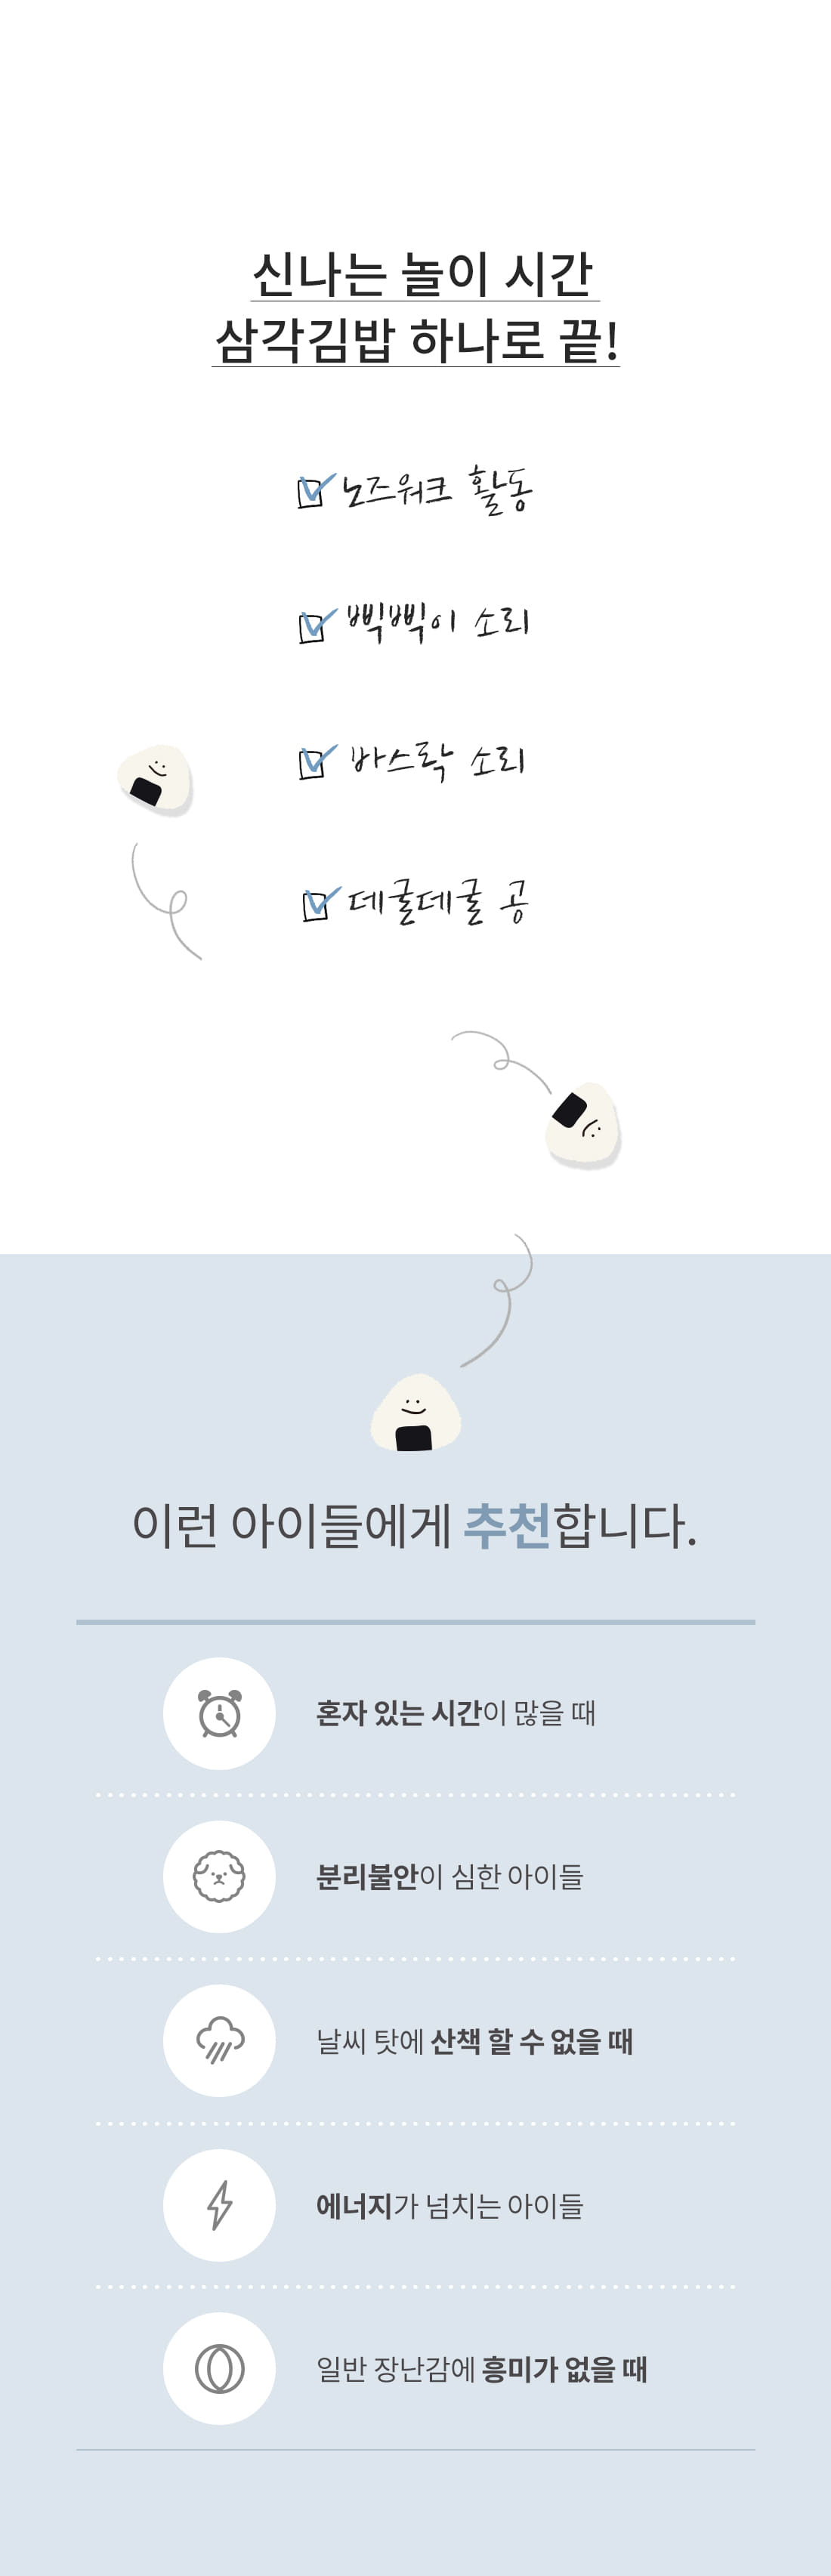 신나는 놀이 시간
삼각김밥 하나로 끝!
노즈워크 활동
삑삑이 소리
바스락 소리
데굴데굴 공
이런 아이들에게 추천합니다.
혼자 있는 시간이 많을 때
분리불안이 심한 아이들
날씨 탓에 산책 할 수 없을 때
에너지가 넘치는 아이들
일반 장난감에 흥미가 없을 때